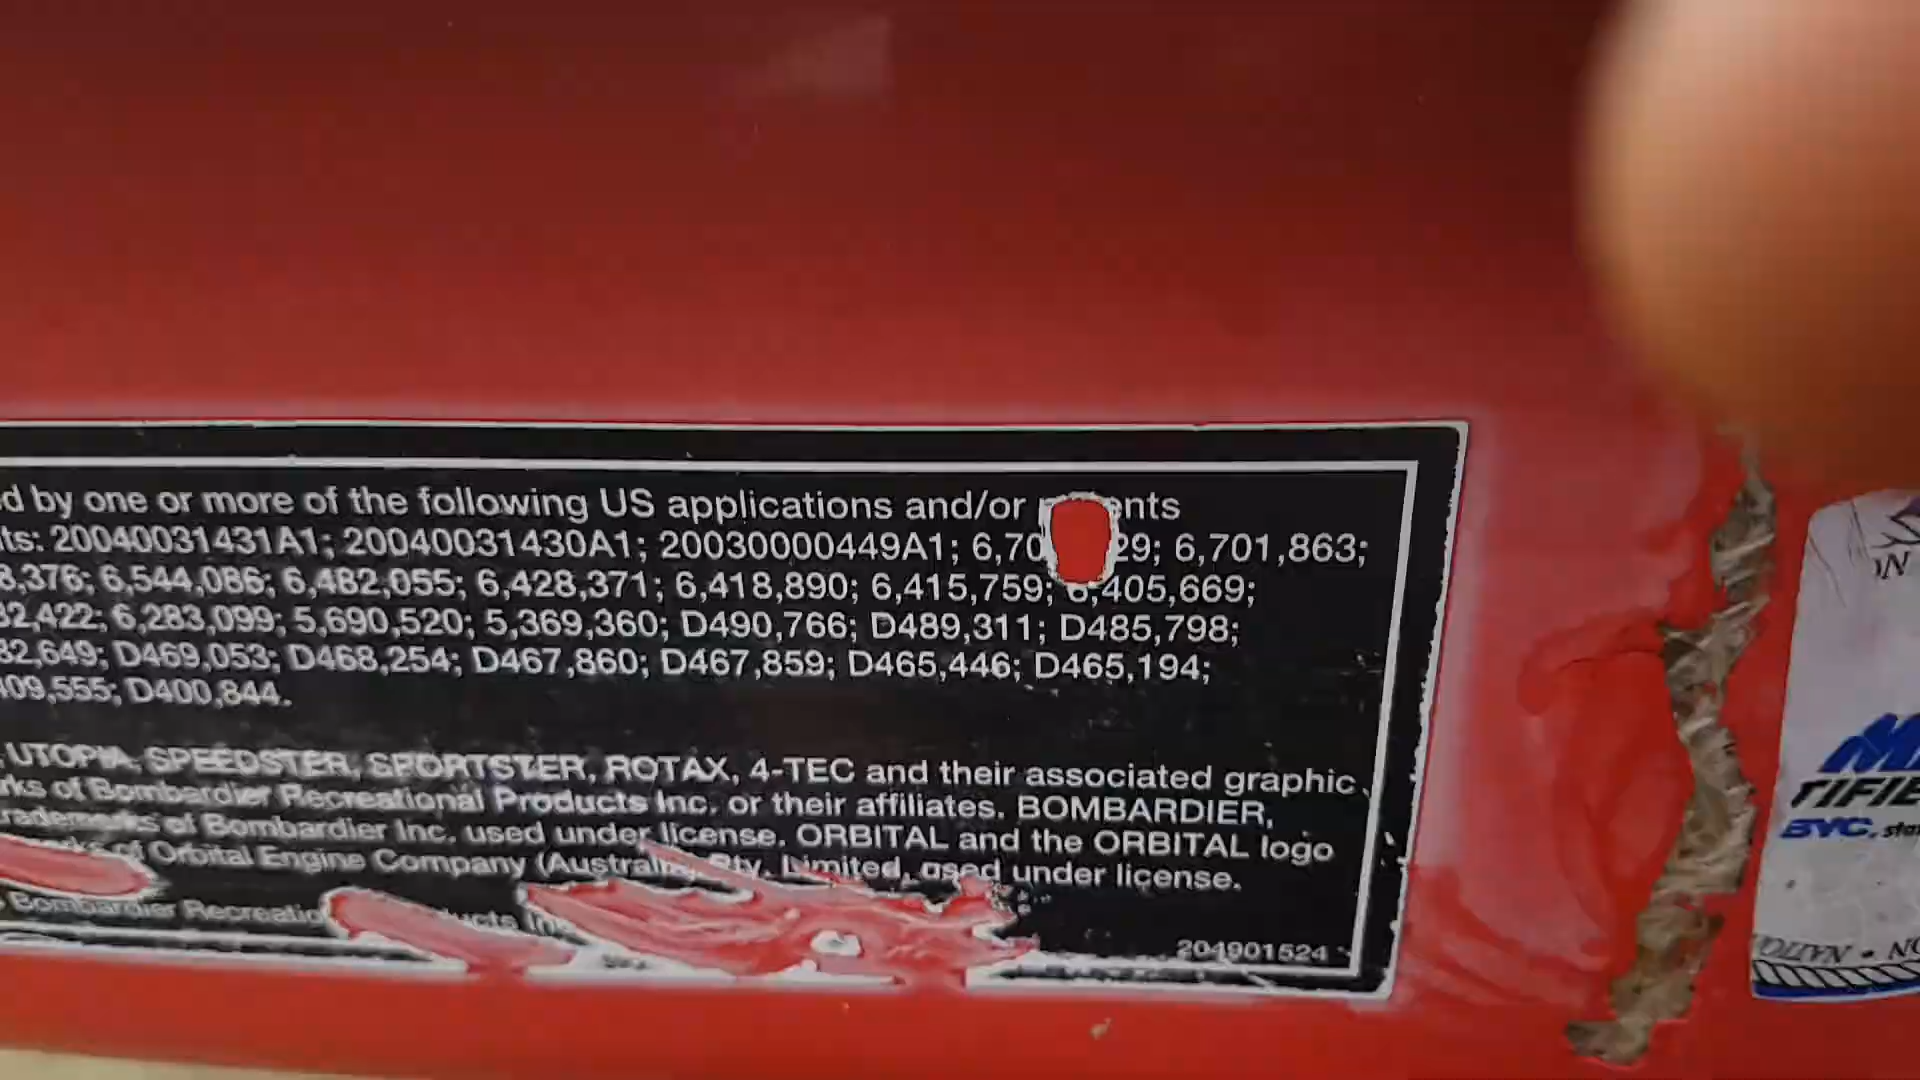 d by one or more of the following US applications and/or
ts: 20040031431A1; 20040031430A1; 20030000449A1; 6,701,863;
8,376; 6,544,086; 6,482,055; 6,428,371; 6,418,890; 6,415,759; 6,405,669;
32,422; 6,283,099; 5,690,520; 5,369,360; D490,766; D489,311; D485,798;
82,649; D469,053; D468,254; D467,860; D467,859; D465,446; D465,194;
409,555; D400,844.
UTOPIA, SPEEDSTER, SPORTSTER, ROTAX, 4-TEC and their associated graphic
rks of Bombardier Recreational Products Inc. or their affiliates. BOMBARDIER,
trademarks of Bombardier Inc. used under license. ORBITAL and the ORBITAL logo
of Orbital Engine Company Limited, used under license.
Bombardier
204901524
TIFIE